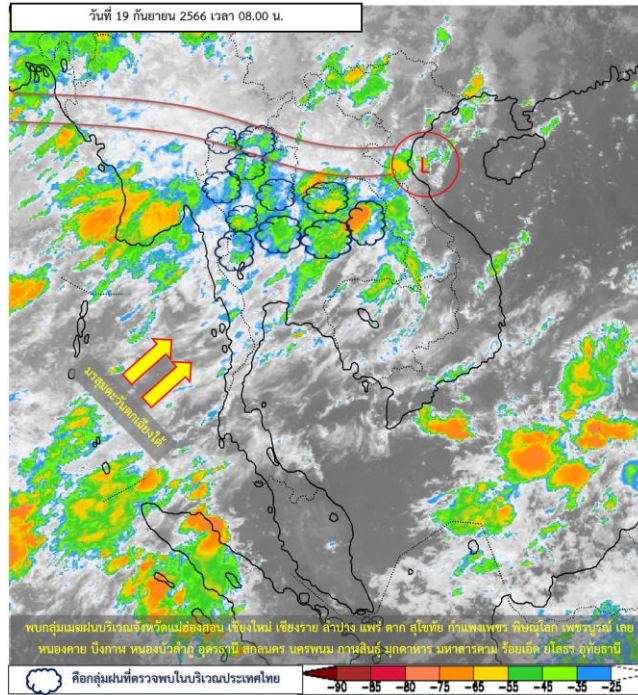 วันที่ 19 กันยายน 2566 เวลา 08.00 น.
L
มรสุมตะวันตกเฉียงใต้
พบกลุ่มเมฆฝนบริเวณจังหวัดแม่ฮ่องสอน เชียงใหม่ เชียงราย ลำปาง แพร่ ตาก สุโขทัย กำแพงเพชร พิษณุโลก เพชรบูรณ์ เลย
หนองคาย บึงกาฬ หนองบัวลำภู อุดรธานี สกลนคร นครพนม กาฬสินธุ์ มุกดาหาร มหาสารคาม ร้อยเอ็ด ยโสธร อุทัยธานี
คือกลุ่มฝนที่ตรวจพบในบริเวณประเทศไทย
-90 -85 -80 -75 -65 -55 -45 -35 -25